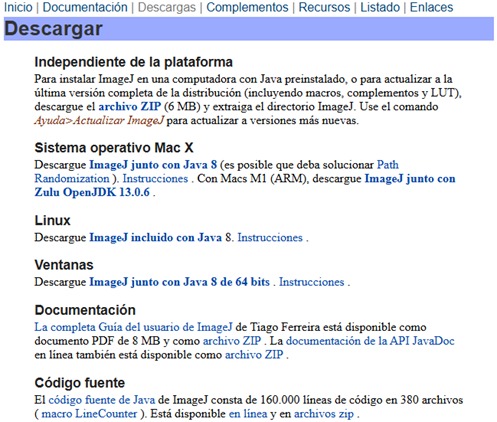 Inicio | Documentación | Descargas | Complementos | Recursos | Listado | Enlaces
Descargar
Independiente de la plataforma
Para instalar ImageJ en una computadora con Java preinstalado, o para actualizar a la
última versión completa de la distribución (incluyendo macros, complementos y LUT),
descargue el archivo ZIP (6 MB) y extraiga el directorio ImageJ. Use el comando
Ayuda>Actualizar ImageJ para actualizar a versiones más nuevas.
Sistema operativo Mac X
Descargue ImageJ junto con Java 8 (es posible que deba solucionar Path
Randomization ). Instrucciones . Con Macs M1 (ARM), descargue ImageJ junto con
Zulu OpenJDK 13.0.6 .
Linux
Descargue ImageJ incluido con Java 8. Instrucciones .
Ventanas
Descargue ImageJ junto con Java 8 de 64 bits . Instrucciones .
Documentación
La completa Guía del usuario de ImageJ de Tiago Ferreira está disponible como
documento PDF de 8 MB y como archivo ZIP . La documentación de la API JavaDoc
en línea también está disponible como archivo ZIP .
Código fuente
El código fuente de Java de ImageJ consta de 160.000 líneas de código en 380 archivos
( macro LineCounter ). Está disponible en línea y en archivos zip .